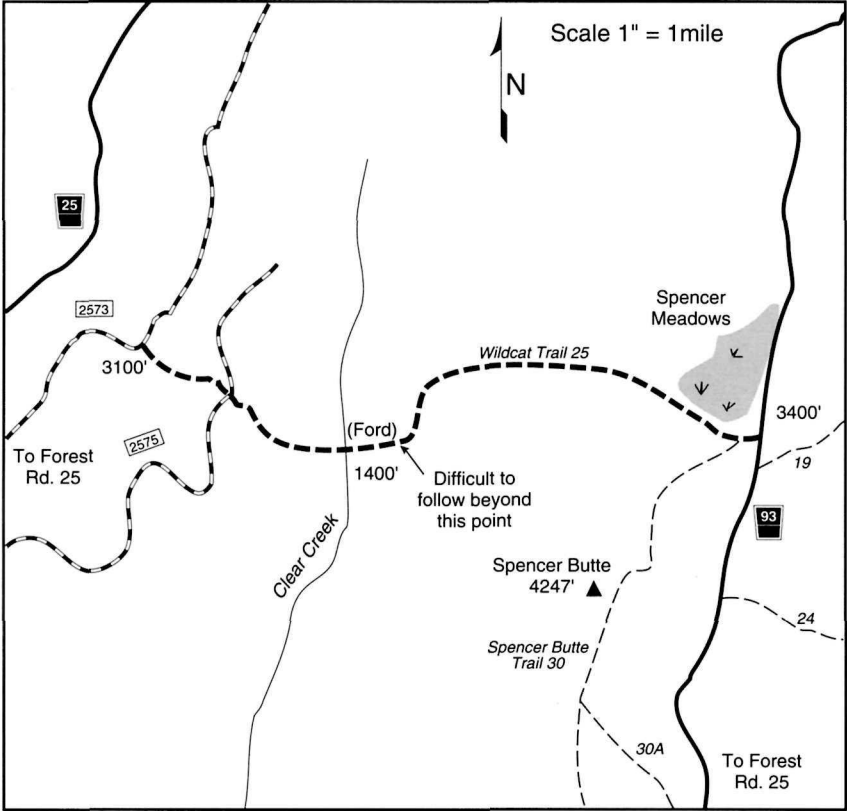 Scale 1" = 1mile
N
25
2573
Spencer
Meadows
Wildcat Trail 25
3100'
3400'
(Ford)
2575
To Forest
Rd. 25
1400'
19
Difficult to
follow beyond
this point
93
Clear Creek
Spencer Butte
4247'
24
Spencer Butte
Trail 30
30A
To Forest
Rd. 25